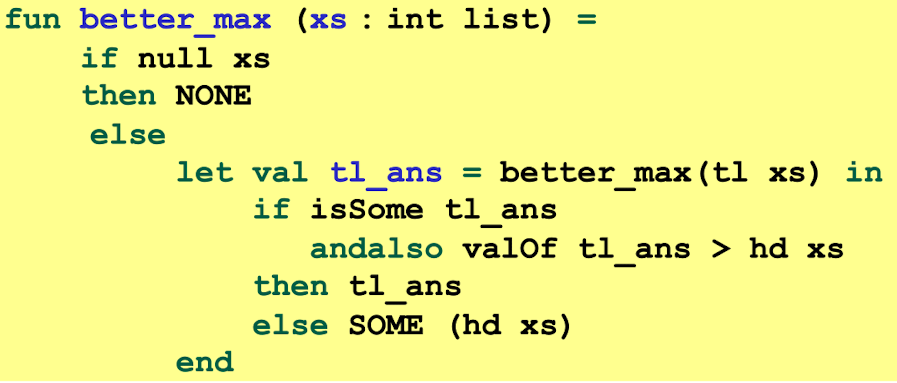 fun better_max (xs : int list) =
if null xs
then NONE
else
let val tl_ans = better_max(tl xs) in
if isSome tl_ans
andalso valOf tl_ans > hd xs
then tl_ans
else SOME (hd xs)
end